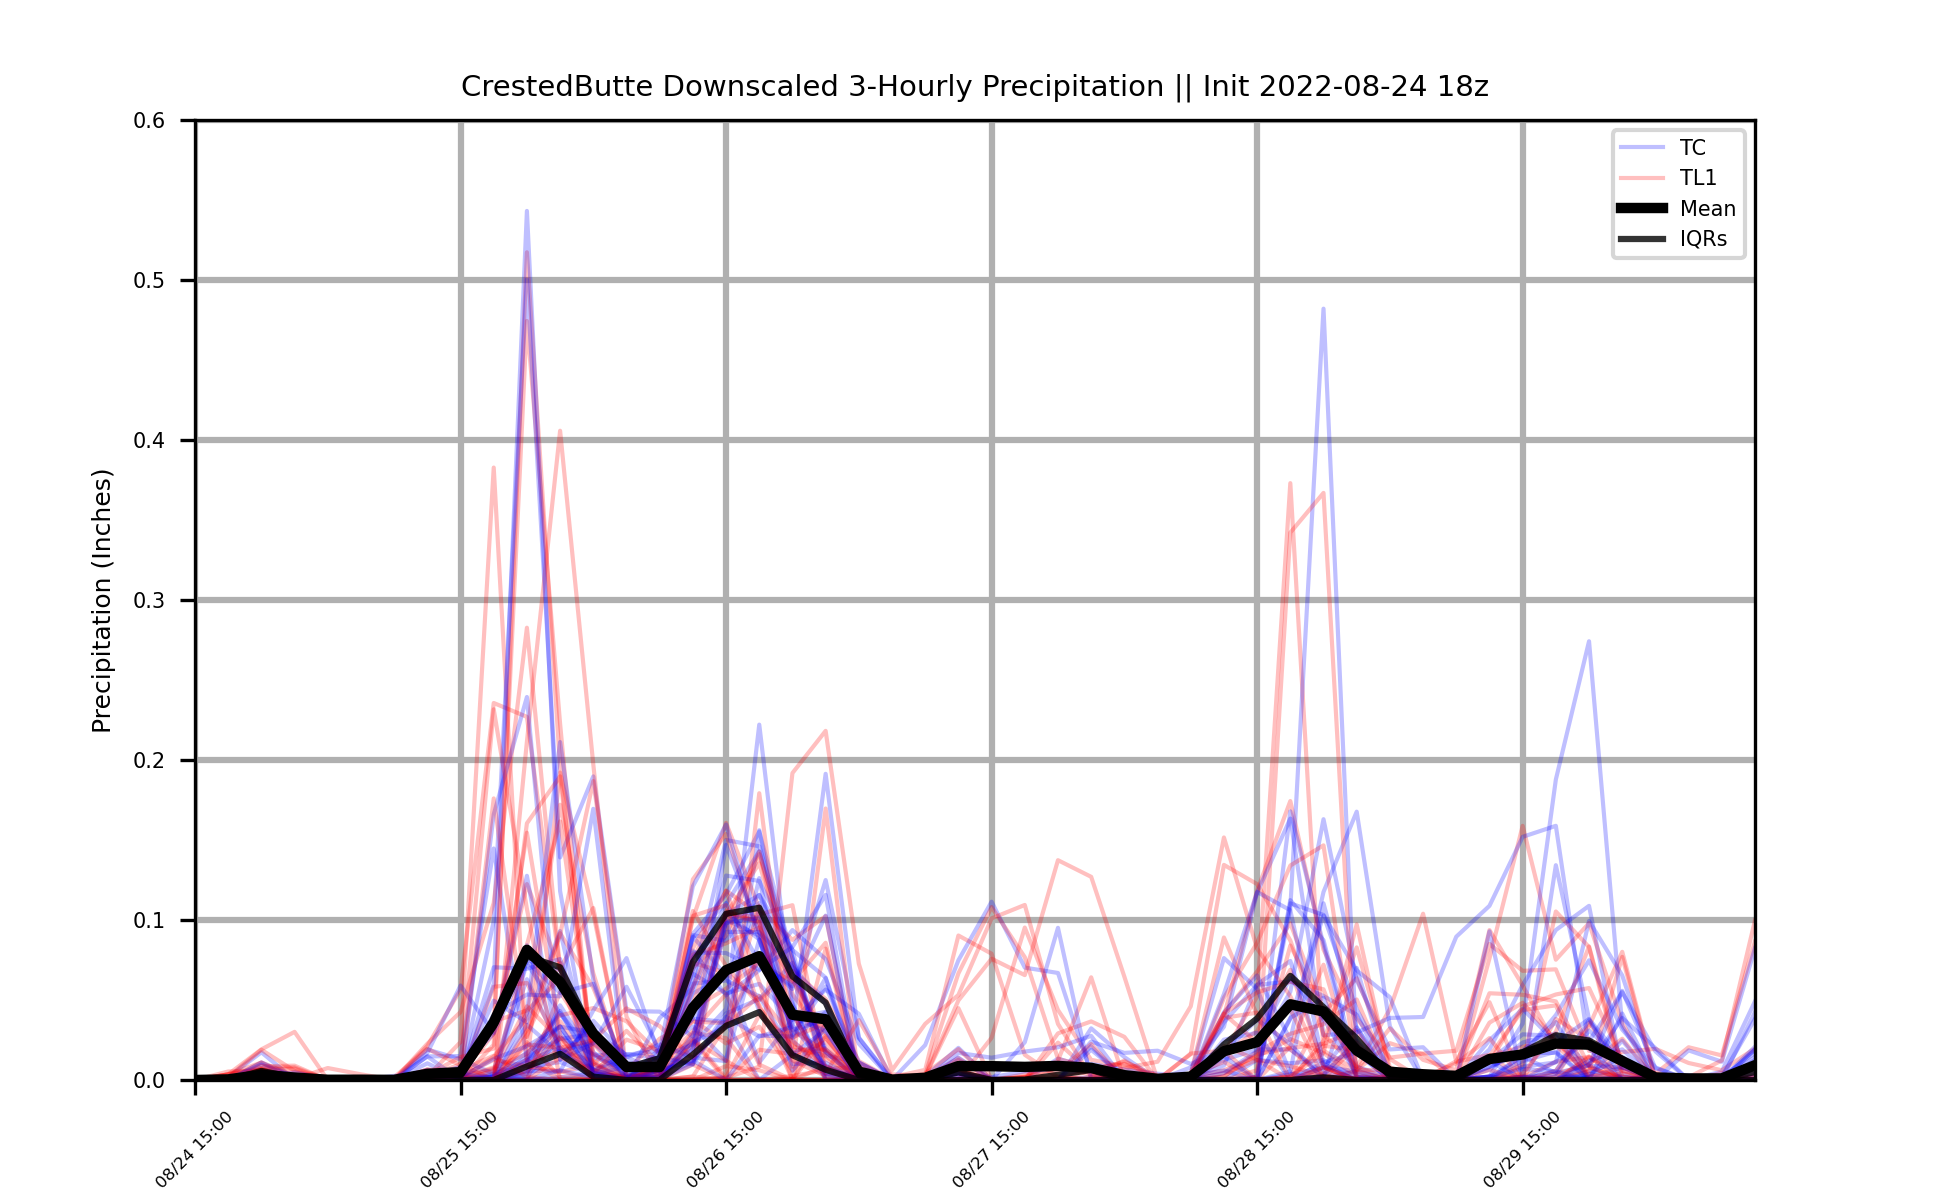 CrestedButte Downscaled 3-Hourly Precipitation || Init 2022-08-24 18z
Precipitation (Inches)
0.6
0.5
0.4
0.3
0.2
0.1
0.0
TC
TL1
Mean
IQRs
08/24 15:00
08/25 15:00
08/26 15:00
08/27 15:00
08/28 15:00
08/29 15:00